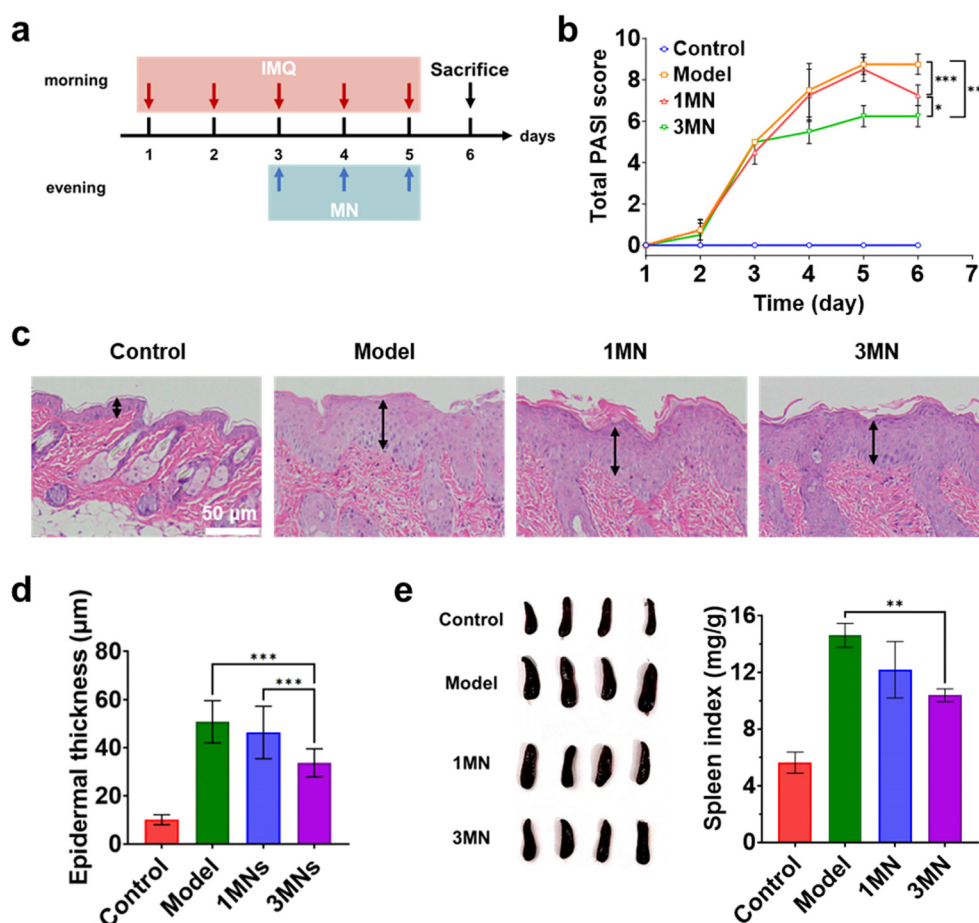 a
morning
IMQ
Sacrifice
days
1 2 3 4 5 6
evening
MN
b
Total PASI score
10
8
6
4
2
0
Control
Model
1MN
3MN
***
*
**
1 2 3 4 5 6 7
Time (day)
c
Control Model 1MN 3MN
50 μm
d
Epidermal thickness (μm)
100
80
60
40
20
0
***
***
Control Model 1MNs 3MNs
e
Control
Model
1MN
3MN
Spleen index (mg/g)
16
12
8
4
0
**
Control Model 1MN 3MN